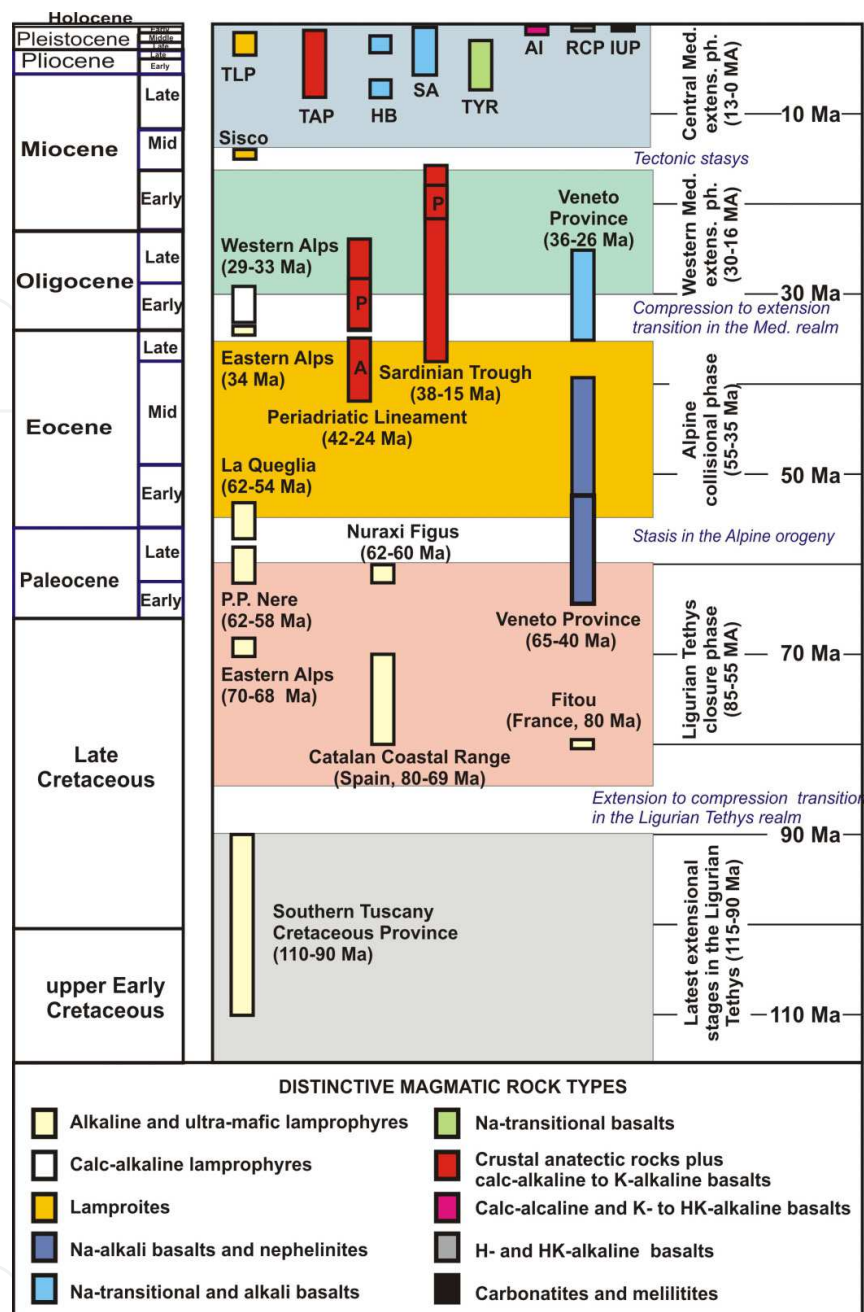 Holocene
Pleistocene
Early
Middle
Late
Pliocene
Late
Early
Miocene
Late
Mid
Early
Oligocene
Late
Early
Eocene
Late
Mid
Early
Paleocene
Late
Early
Late
Cretaceous
upper Early
Cretaceous
TLP
TAP
HB
SA
TYR
AI
RCP
IUP
Sisco
P
Veneto
Province
(36-26 Ma)
Western Alps
(29-33 Ma)
P
Eastern Alps
(34 Ma)
A
Sardinian Trough
(38-15 Ma)
Periadriatic Lineament
(42-24 Ma)
La Queglia
(62-54 Ma)
Nuraxi Figus
(62-60 Ma)
P.P. Nere
(62-58 Ma)
Veneto Province
(65-40 Ma)
Eastern Alps
(70-68 Ma)
Fitou
(France, 80 Ma)
Catalan Coastal Range
(Spain, 80-69 Ma)
Southern Tuscany
Cretaceous Province
(110-90 Ma)
Central Med.
extens. ph.
(13-0 MA)
10 Ma
Tectonic stasys
Western Med.
extens. ph.
(30-16 MA)
30 Ma
Compression to extension
transition in the Med. realm
Alpine
collisional phase
(55-35 Ma)
50 Ma
Stasis in the Alpine orogeny
Ligurian Tethys
closure phase
(85-55 MA)
70 Ma
Extension to compression transition
in the Ligurian Tethys realm
90 Ma
Latest extensional
stages in the Ligurian
Tethys (115-90 Ma)
110 Ma
DISTINCTIVE MAGMATIC ROCK TYPES
Alkaline and ultra-mafic lamprophyres
Calc-alkaline lamprophyres
Lamproites
Na-alkali basalts and nephelinites
Na-transitional and alkali basalts
Na-transitional basalts
Crustal anatectic rocks plus
calc-alkaline to K-alkaline basalts
Calc-alcaline and K- to HK-alkaline basalts
H- and HK-alkaline basalts
Carbonatites and melilitites